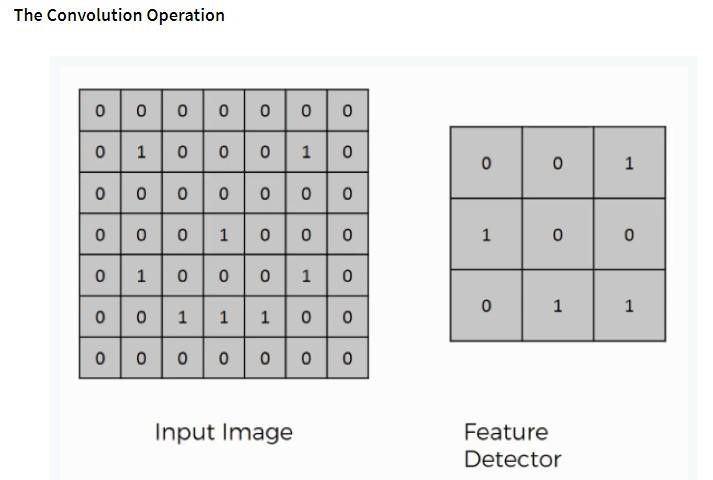 The Convolution Operation
0 0 0 0 0 0 0
0 1 0 0 0 1 0
0 0 0 0 0 0 0
0 0 0 1 0 0 0
0 1 0 0 0 1 0
0 0 1 1 1 0 0
0 0 0 0 0 0 0
Input Image
0 0 1
1 0 0
0 1 1
Feature
Detector